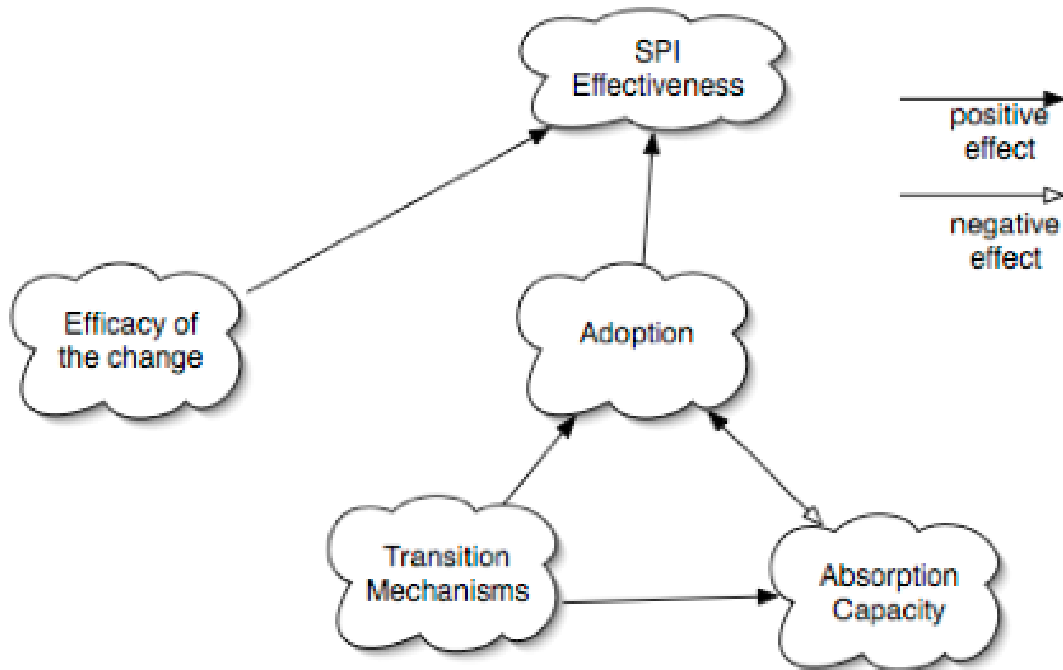 SPI
Effectiveness
positive
effect
negative
effect
Efficacy of
the change
Adoption
Transition
Mechanisms
Absorption
Capacity